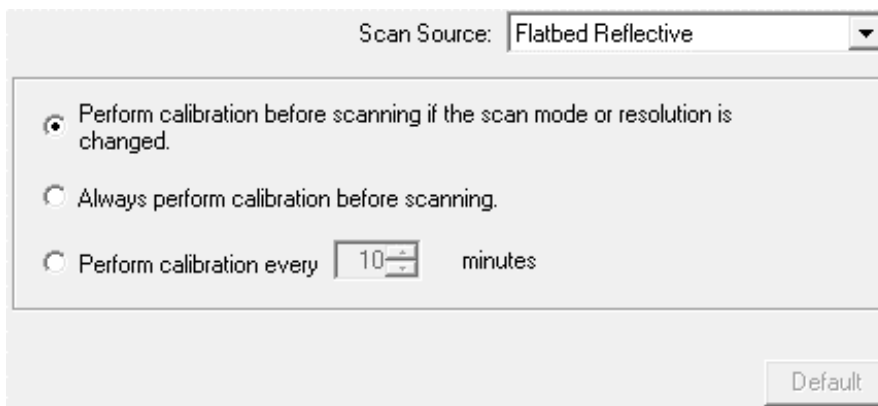 Scan Source: Flatbed Reflective
Perform calibration before scanning if the scan mode or resolution is
changed.
Always perform calibration before scanning.
Perform calibration every 10 minutes
Default